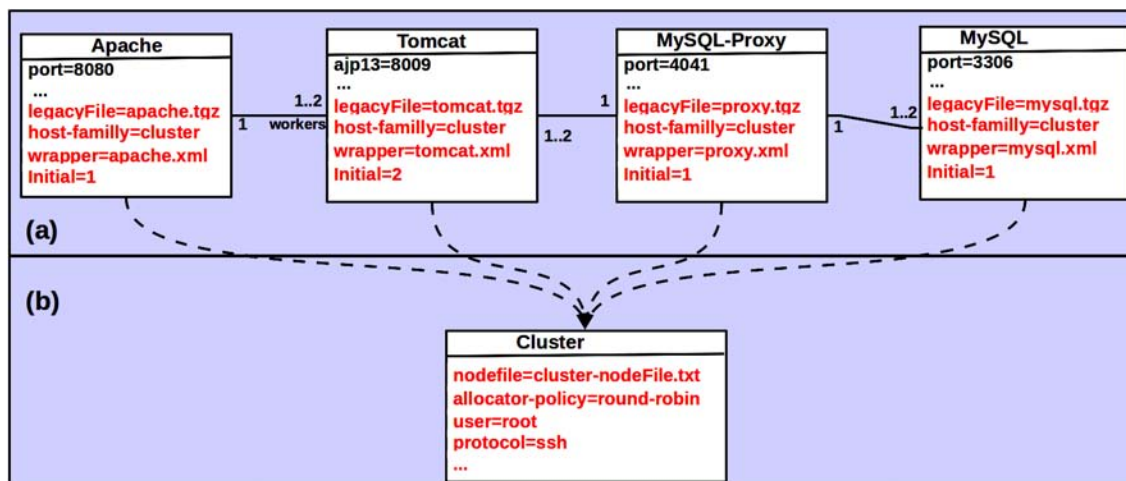 Apache
port=8080
...
legacyFile=apache.tgz
host-familly=cluster
wrapper=apache.xml
Initial=1
1
1..2
workers
Tomcat
ajp13=8009
...
legacyFile=tomcat.tgz
host-familly=cluster
wrapper=tomcat.xml
Initial=2
1..2
1
MySQL-Proxy
port=4041
...
legacyFile=proxy.tgz
host-familly=cluster
wrapper=proxy.xml
Initial=1
1
1..2
MySQL
port=3306
...
legacyFile=mysql.tgz
host-familly=cluster
wrapper=mysql.xml
Initial=1
(a)
(b)
Cluster
nodefile=cluster-nodeFile.txt
allocator-policy=round-robin
user=root
protocol=ssh
...